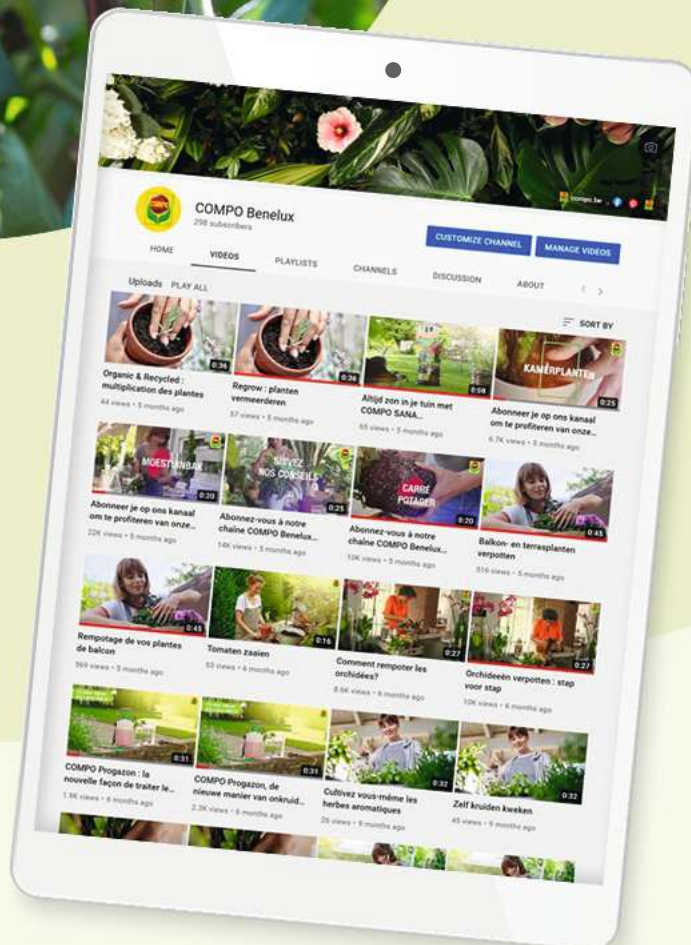 compo.be
COMPO
COMPO Benelux
298 subscribers
CUSTOMIZE CHANNEL
MANAGE VIDEOS
HOME
VIDEOS
PLAYLISTS
CHANNELS
DISCUSSION
ABOUT
Uploads PLAY ALL
SORT BY
0:36
Organic & Recycled :
multiplication des plantes
44 views • 5 months ago
0:36
Regrow : planten
vermeerderen
57 views • 5 months ago
0:08
Altijd zon in je tuin met
COMPO SANA...
65 views • 5 months ago
KAMERPLANTEN
0:25
Abonneer je op ons kanaal
om te profiteren van onze...
6.7K views • 5 months ago
MOESTUINBAK
0:20
Abonneer je op ons kanaal
om te profiteren van onze...
22K views • 5 months ago
SUIVEZ
NOS CONSEILS
0:25
Abonnez-vous à notre
chaîne COMPO Benelux...
14K views • 5 months ago
CARRÉ
POTAGER
0:20
Abonnez-vous à notre
chaîne COMPO Benelux...
10K views • 5 months ago
0:45
Balkon- en terrasplanten
verpotten
516 views • 5 months ago
0:45
Rempotage de vos plantes
de balcon
569 views • 5 months ago
0:16
Tomaten zaaien
53 views • 6 months ago
0:27
Comment rempoter les
orchidées?
8.6K views • 6 months ago
0:27
Orchideeën verpotten : stap
voor stap
10K views • 6 months ago
0:31
COMPO Progazon : la
nouvelle façon de traiter le...
1.9K views • 6 months ago
0:31
COMPO Progazon, de
nieuwe manier van onkruid...
2.3K views • 6 months ago
0:32
Cultivez vous-même les
herbes aromatiques
26 views • 9 months ago
0:32
Zelf kruiden kweken
45 views • 9 months ago